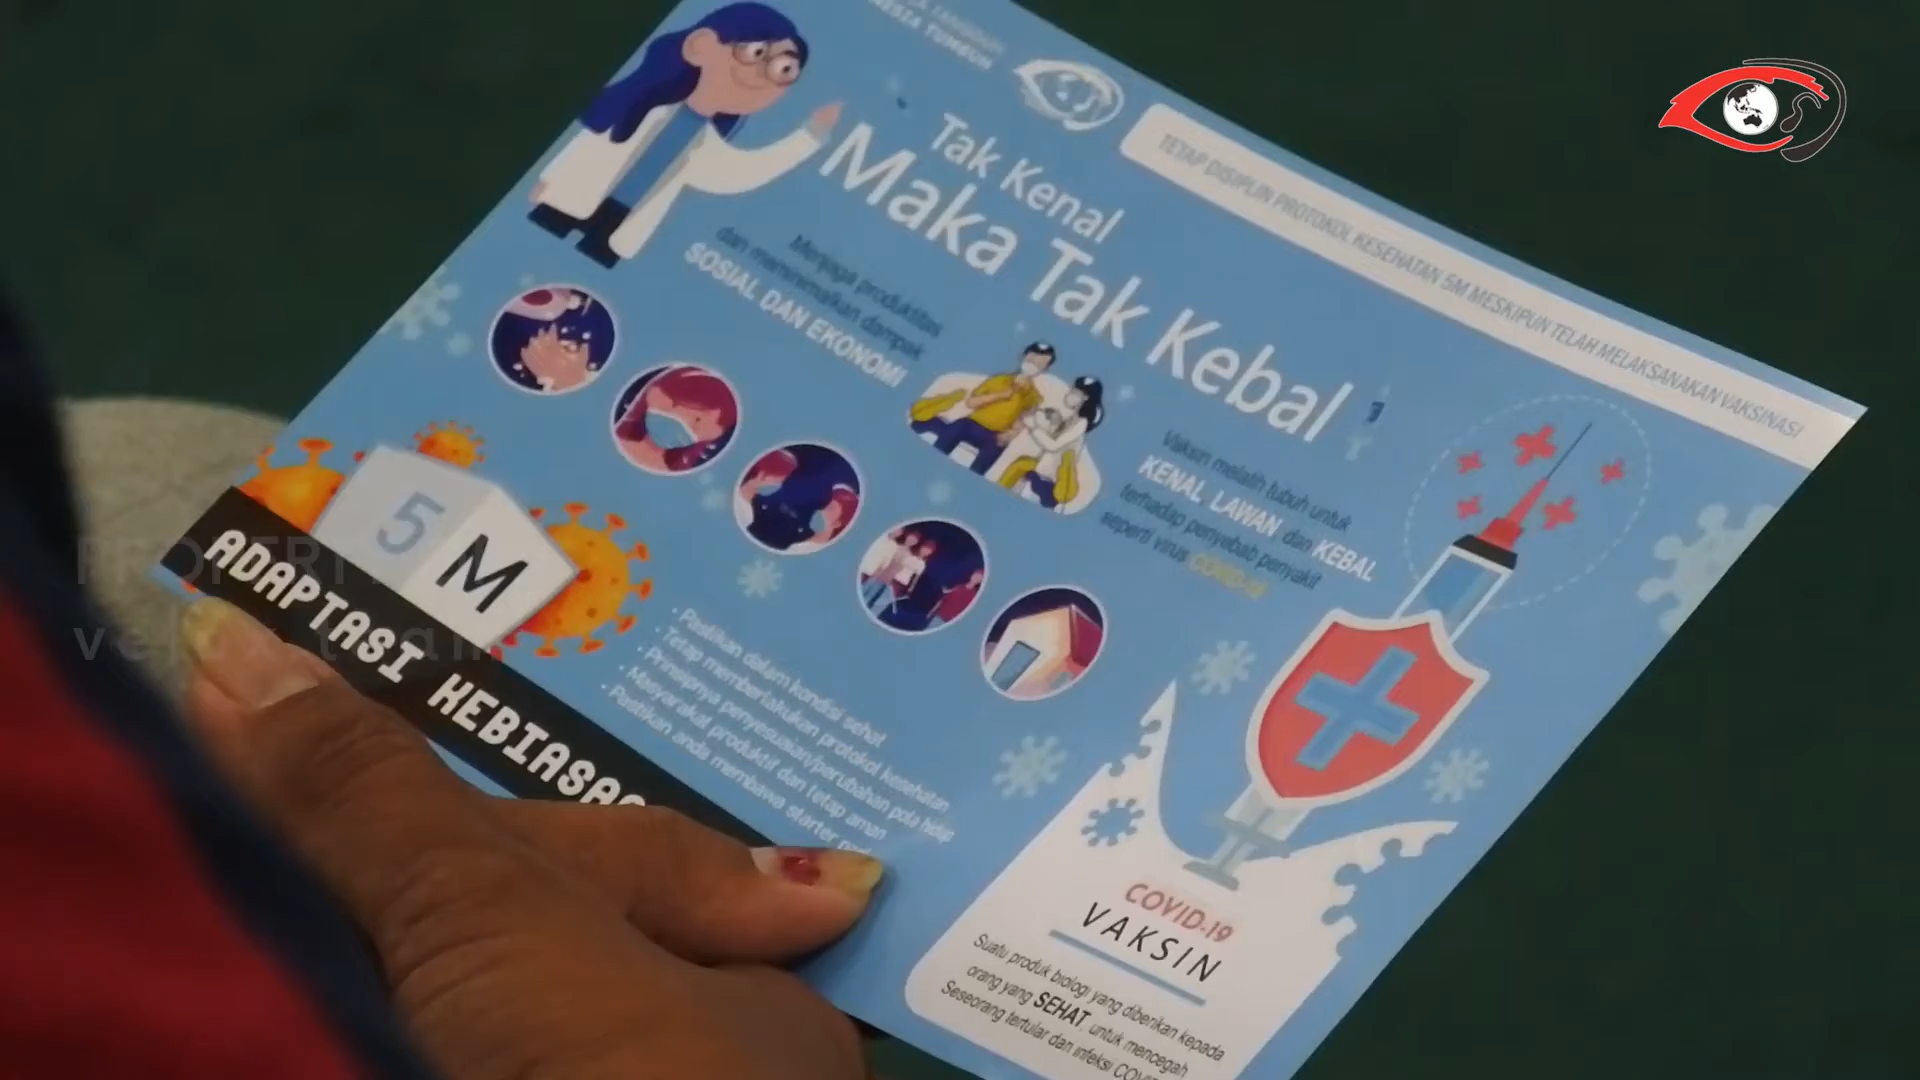 TUMBUH
TETAP DISIPLIN PROTOKOL KESEHATAN 5M MESKIPUN TELAH MELAKSANAKAN VAKSINASI
Tak Kenal
Maka Tak Kebal
Menjaga produktitas
dan meminimalkan dampak
SOSIAL DAN EKONOMI
Vaksin melatih tubuh untuk
KENAL, LAWAN, dan KEBAL
terhadap penyebab penyakit
seperti virus COVID-19
5 M
ADAPTASI KEBIASAA
· Pastikan dalam kondisi sehat
· Tetap memberlakukan protokol kesehatan
· Prinsipnya penyesuaian/perubahan pola hidup
· Masyarakat produktif dan tetap aman
· Pastikan anda membawa starter
COVID-19
VAKSIN
Suatu produk biologi yang diberikan kepada
orang yang SEHAT, untuk mencegah
Seseorang tertular dan infeksi COVI